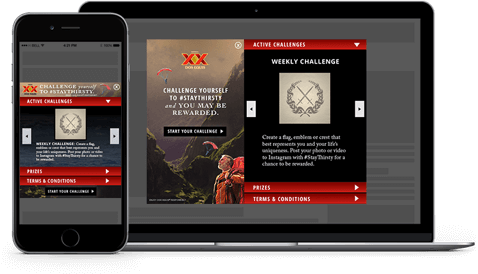 4:21 PM
XX
CHALLENGE yourself
TO #STAYTHIRSTY
ACTIVE CHALLENGES
WEEKLY CHALLENGE: Create a flag,
emblem or crest that best represents you and
your life's uniqueness. Post your photo or video
to Instagram with #StayThirsty for a chance to
be rewarded.
PRIZES
TERMS & CONDITIONS
START YOUR CHALLENGE
XX
DOS EQUIS
CHALLENGE YOURSELF
TO #STAYTHIRSTY
and YOU MAY BE
REWARDED.
START YOUR CHALLENGE
ACTIVE CHALLENGES
WEEKLY CHALLENGE
Create a flag, emblem or crest that
best represents you and your life's
uniqueness. Post your photo or video
to Instagram with #StayThirsty for a
chance to be rewarded.
PRIZES
TERMS & CONDITIONS